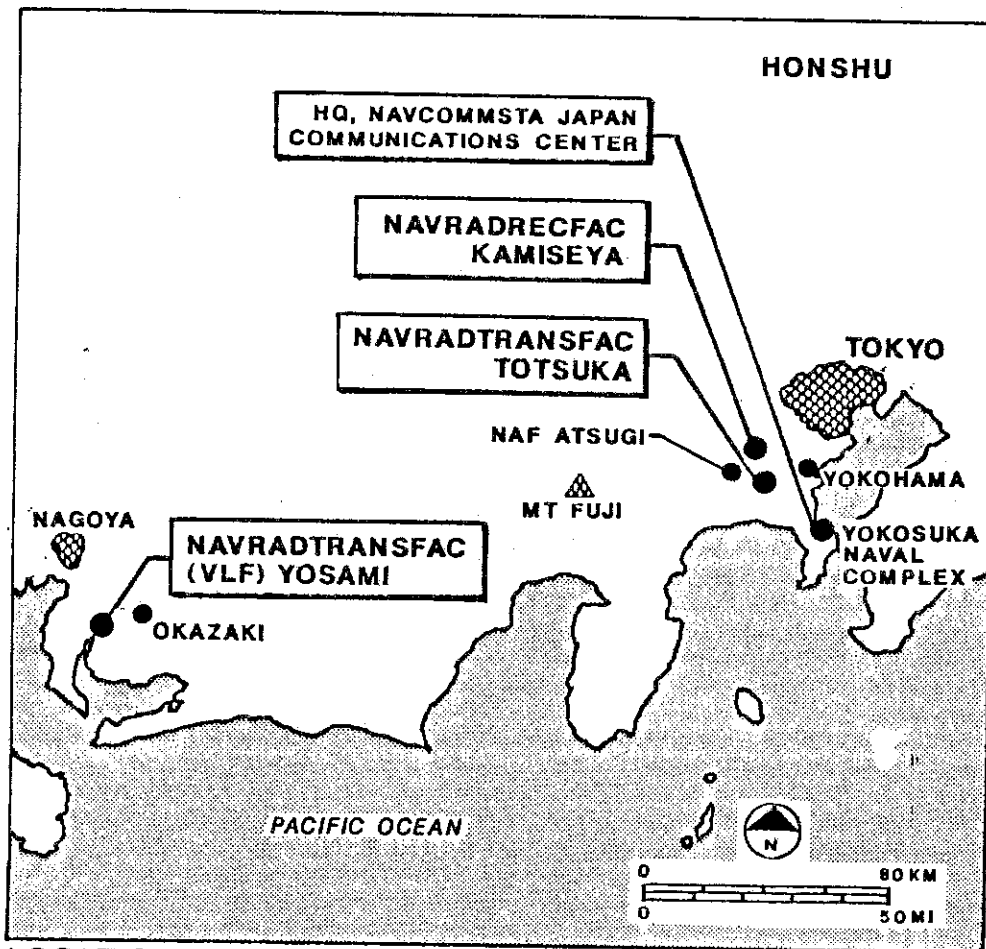 HONSHU
HQ, NAVCOMMSTA JAPAN
COMMUNICATIONS CENTER
NAVRADRECFAC
KAMISEYA
NAVRADTRANSFAC
TOTSUKA
TOKYO
NAF ATSUGI
YOKOHAMA
MT FUJI
NAGOYA
NAVRADTRANSFAC
(VLF) YOSAMI
YOKOSUKA
NAVAL
COMPLEX
OKAZAKI
PACIFIC OCEAN
N
0 80 KM
0 50 MI